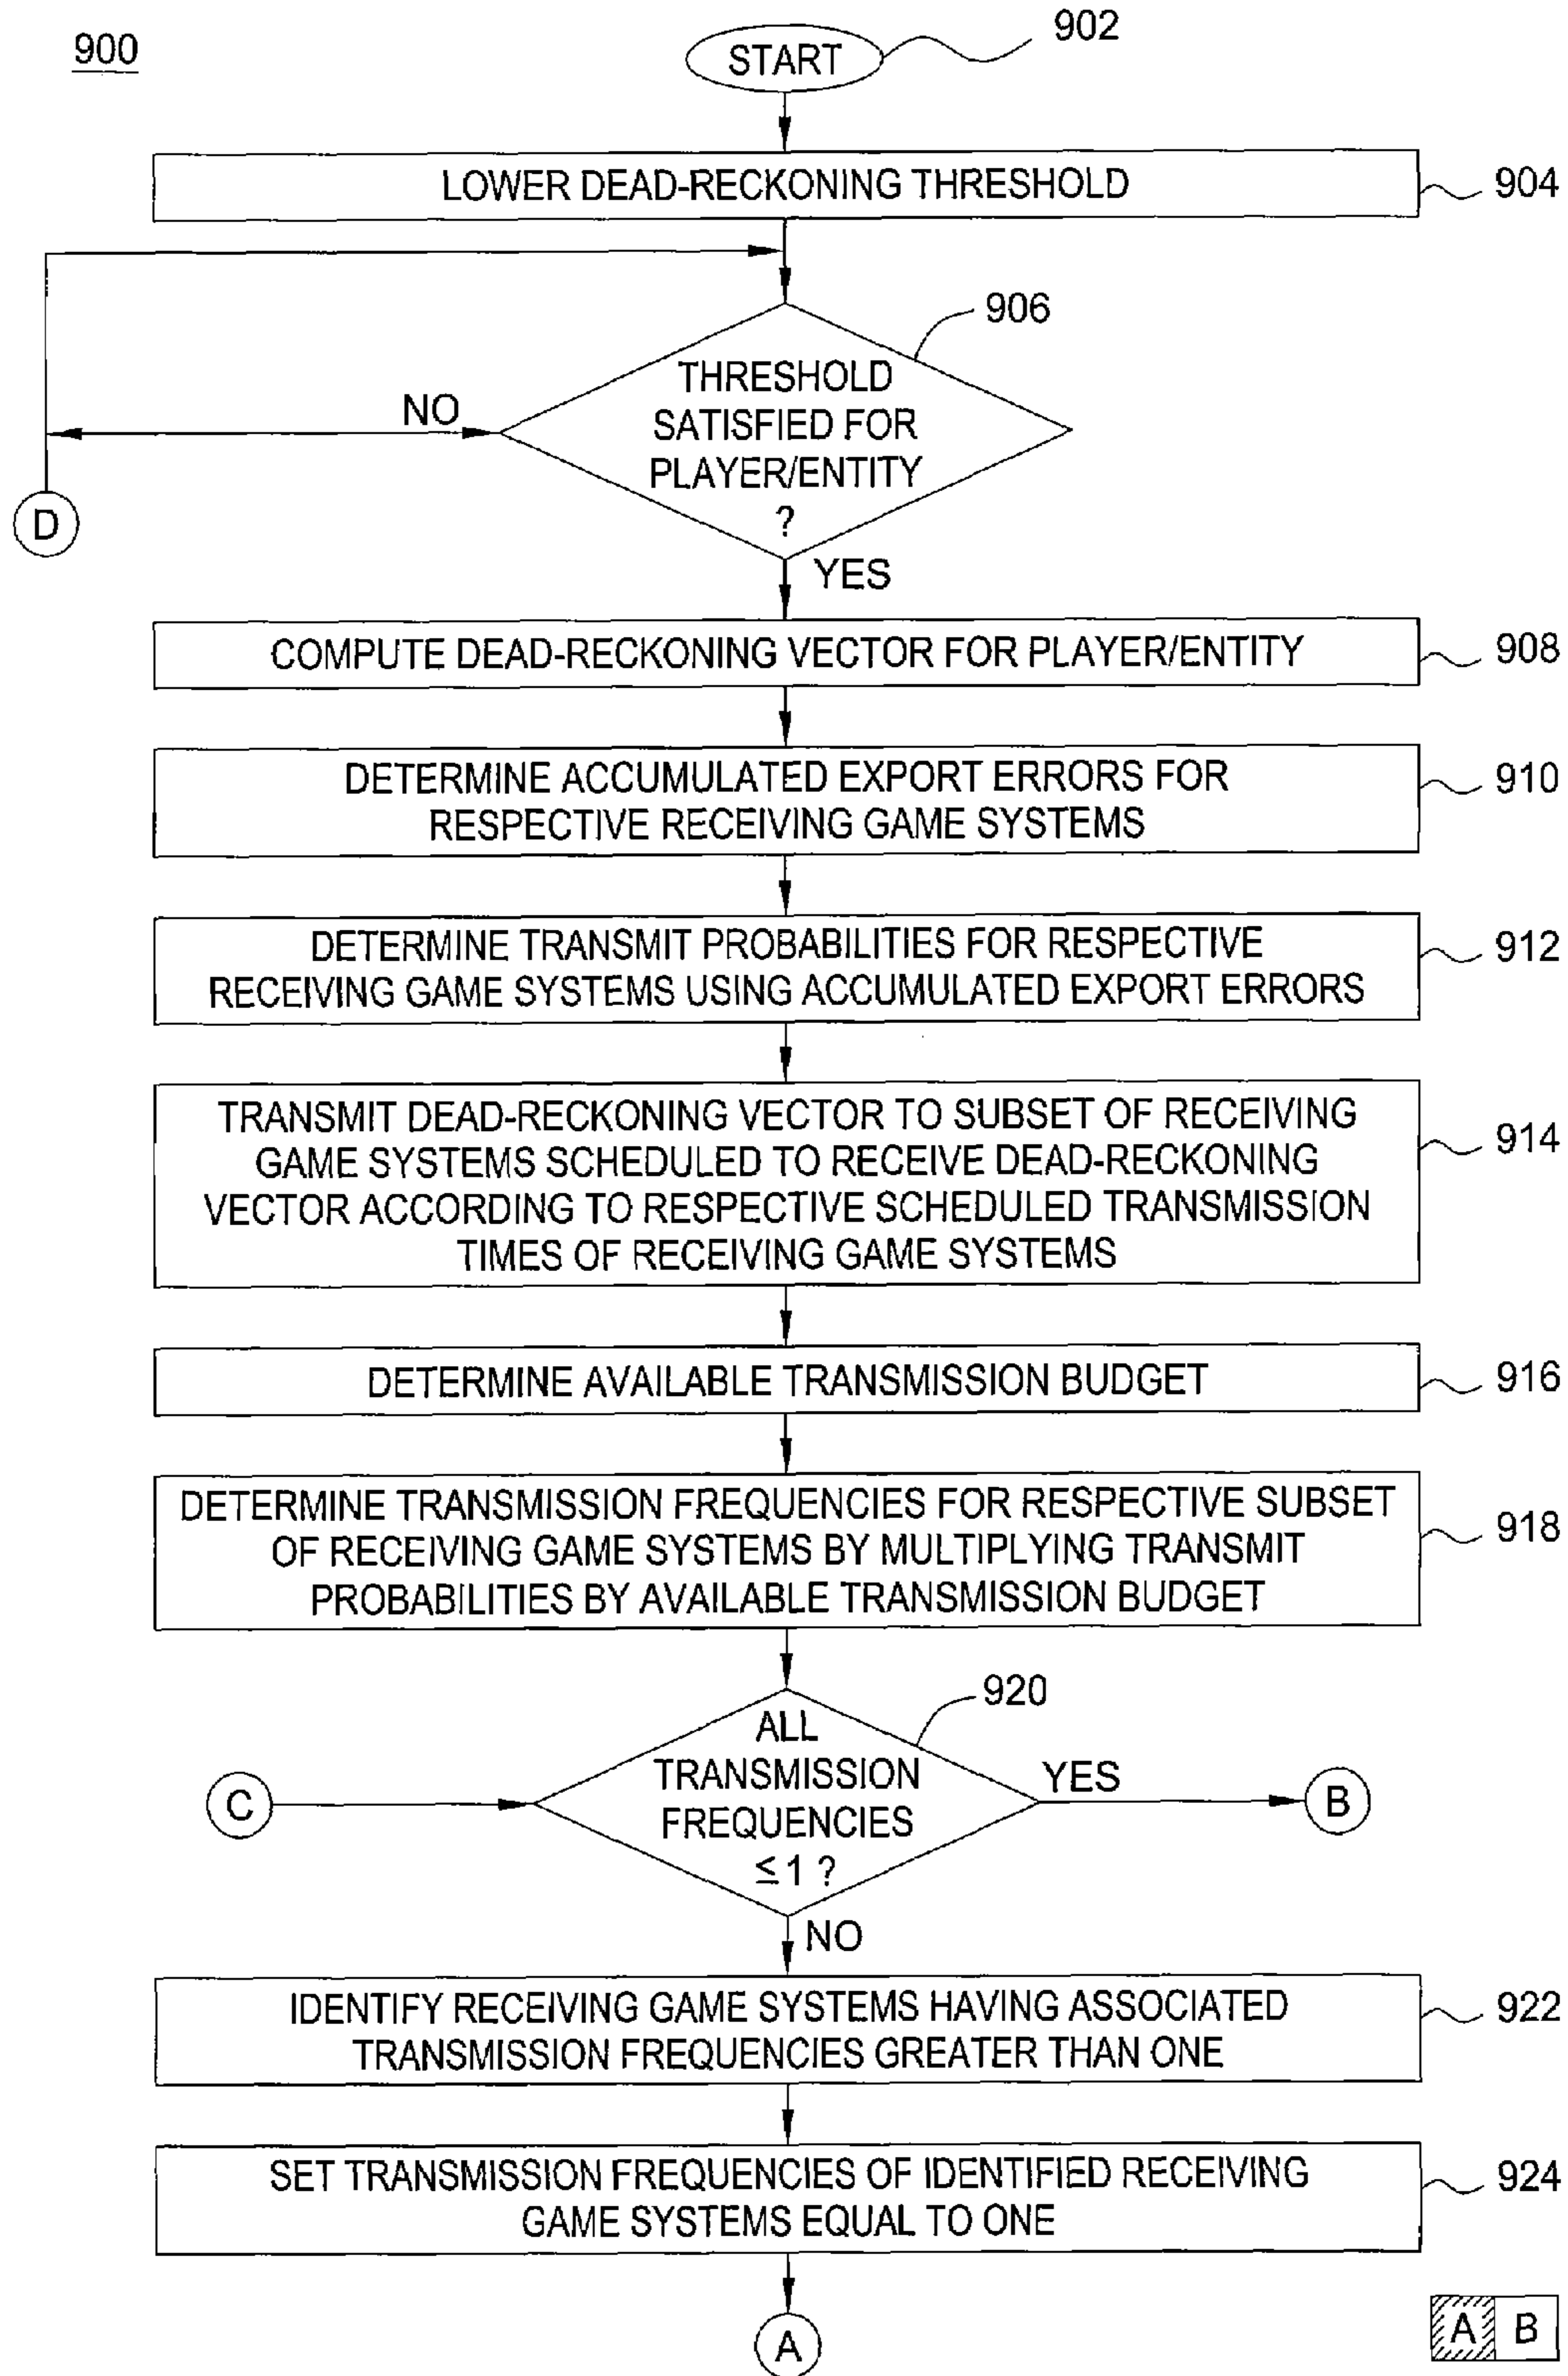 900
START
902
LOWER DEAD-RECKONING THRESHOLD
904
906
THRESHOLD
SATISFIED FOR
PLAYER/ENTITY
?
NO
D
YES
COMPUTE DEAD-RECKONING VECTOR FOR PLAYER/ENTITY
908
DETERMINE ACCUMULATED EXPORT ERRORS FOR
RESPECTIVE RECEIVING GAME SYSTEMS
910
DETERMINE TRANSMIT PROBABILITIES FOR RESPECTIVE
RECEIVING GAME SYSTEMS USING ACCUMULATED EXPORT ERRORS
912
TRANSMIT DEAD-RECKONING VECTOR TO SUBSET OF RECEIVING
GAME SYSTEMS SCHEDULED TO RECEIVE DEAD-RECKONING
VECTOR ACCORDING TO RESPECTIVE SCHEDULED TRANSMISSION
TIMES OF RECEIVING GAME SYSTEMS
914
DETERMINE AVAILABLE TRANSMISSION BUDGET
916
DETERMINE TRANSMISSION FREQUENCIES FOR RESPECTIVE SUBSET
OF RECEIVING GAME SYSTEMS BY MULTIPLYING TRANSMIT
PROBABILITIES BY AVAILABLE TRANSMISSION BUDGET
918
920
C
ALL
TRANSMISSION
FREQUENCIES
≤ 1 ?
YES
B
NO
IDENTIFY RECEIVING GAME SYSTEMS HAVING ASSOCIATED
TRANSMISSION FREQUENCIES GREATER THAN ONE
922
SET TRANSMISSION FREQUENCIES OF IDENTIFIED RECEIVING
GAME SYSTEMS EQUAL TO ONE
924
A
A B